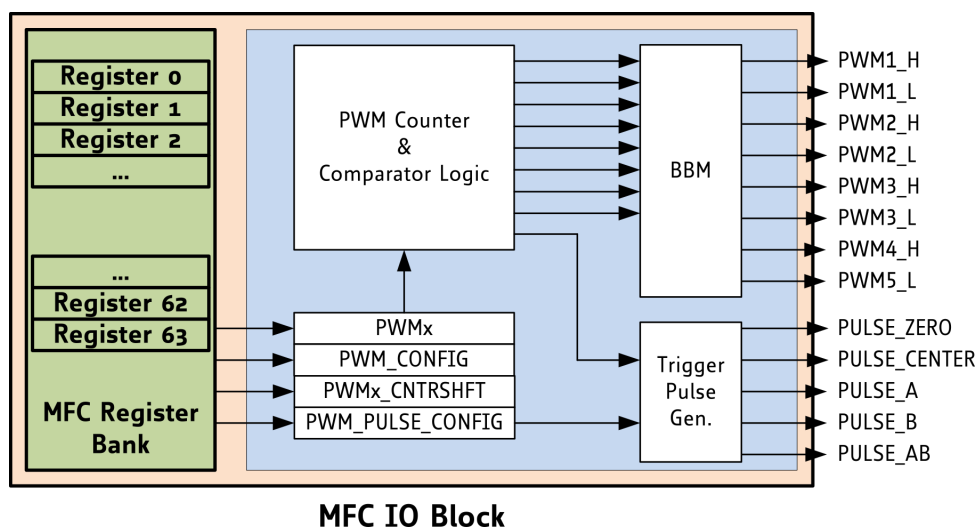 Register 0
Register 1
Register 2
...
...
Register 62
Register 63
MFC Register
Bank
PWM Counter
&
Comparator Logic
PWMx
PWM_CONFIG
PWMx_CNTRSHFT
PWM_PULSE_CONFIG
BBM
Trigger
Pulse
Gen.
PWM1_H
PWM1_L
PWM2_H
PWM2_L
PWM3_H
PWM3_L
PWM4_H
PWM5_L
PULSE_ZERO
PULSE_CENTER
PULSE_A
PULSE_B
PULSE_AB
MFC IO Block